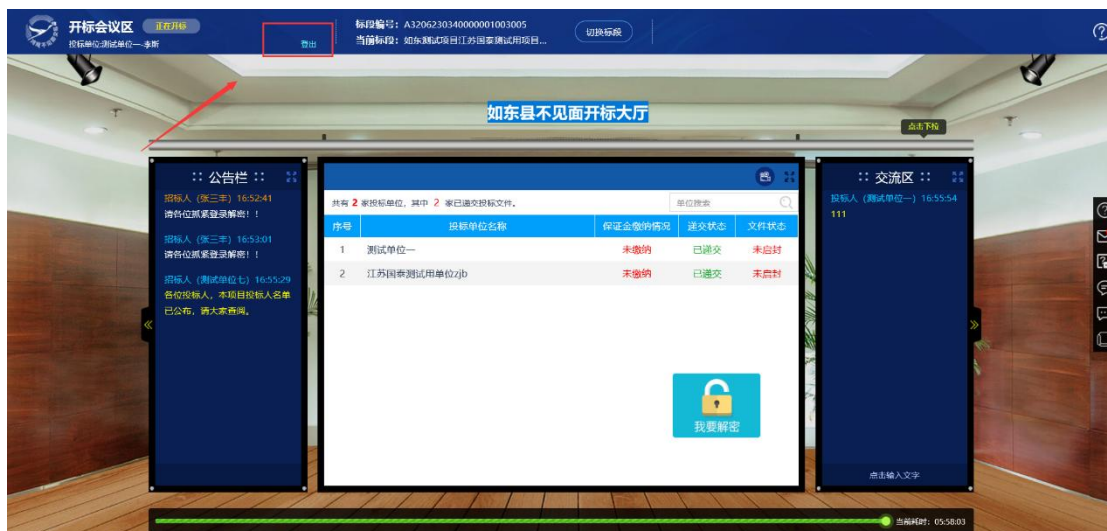 开标会议区 正在开标
投标单位:测试单位一-李斯
登出
标段编号：A3206230340000001003005
当前标段：如东测试项目江苏国泰测试用项目...
切换标段
如东县不见面开标大厅
点击下拉
:: 公告栏 ::
招标人（张三丰）16:52:41
请各位抓紧登录解密！！
招标人（张三丰）16:53:01
请各位抓紧登录解密！！
招标人（测试单位七）16:55:29
各位投标人，本项目投标人名单
已公布，请大家查阅。
共有 2 家投标单位，其中 2 家已递交投标文件。
单位搜索
序号 投标单位名称 保证金缴纳情况 递交状态 文件状态
1 测试单位一 未缴纳 已递交 未启封
2 江苏国泰测试用单位zjb 未缴纳 已递交 未启封
我要解密
:: 交流区 ::
投标人（测试单位一）16:55:54
111
点击输入文字
当前耗时：05:58:03